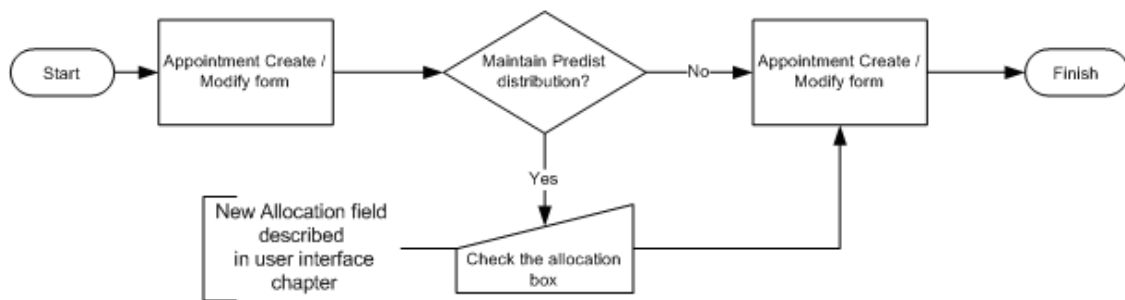 Start
Appointment Create /
Modify form
Maintain Predist
distribution?
No
Appointment Create /
Modify form
Finish
Yes
New Allocation field
described
in user interface
chapter
Check the allocation
box